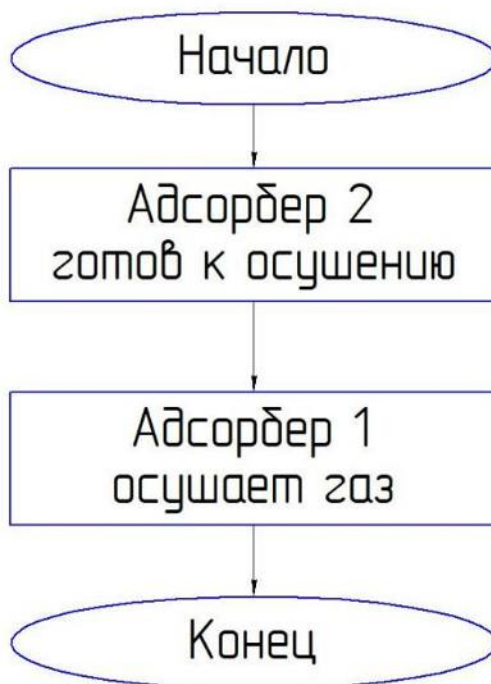 Начало
Адсорбер 2
готов к осушению
Адсорбер 1
осушает газ
Конец